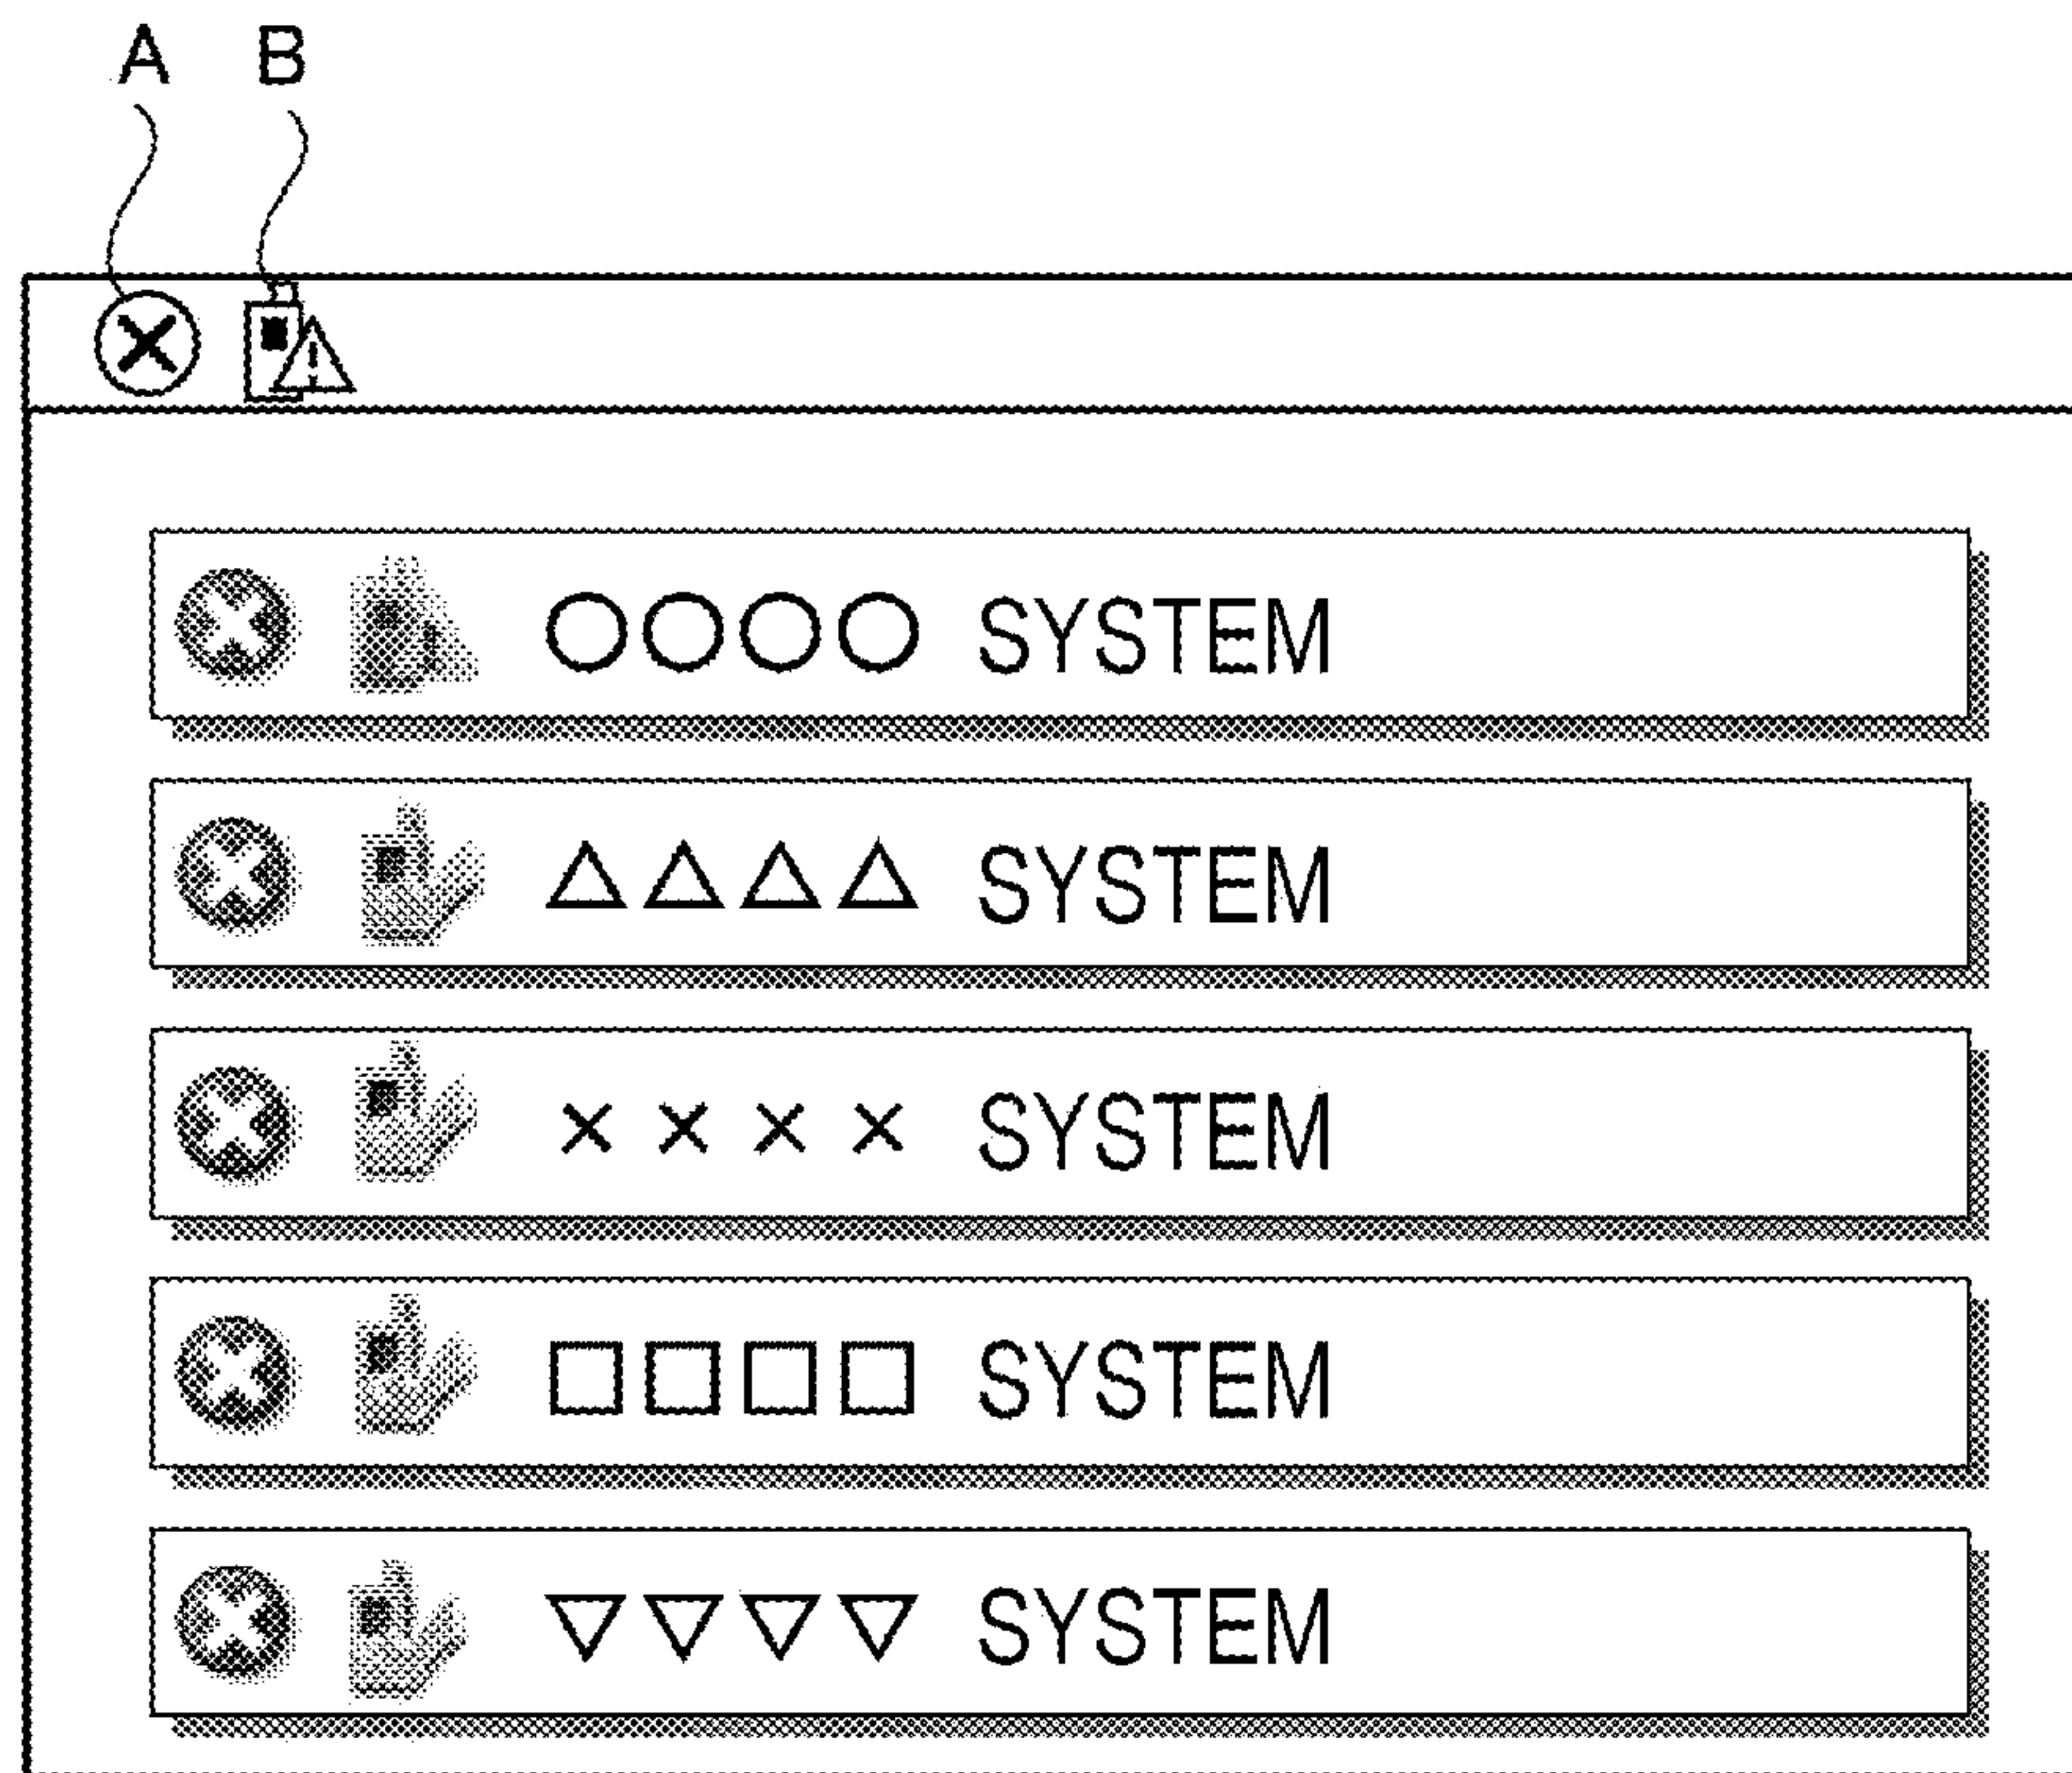 A B
○○○○ SYSTEM
△△△△ SYSTEM
×××× SYSTEM
□□□□ SYSTEM
▽▽▽▽ SYSTEM